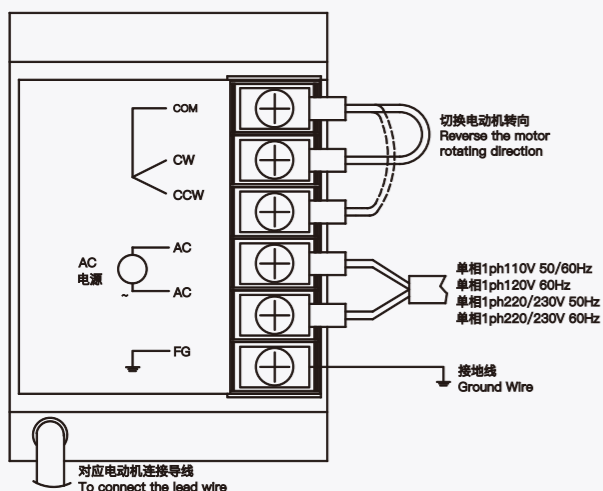 COM
CW
CCW
AC
电源
AC
AC
~
FG
切换电动机转向
Reverse the motor
rotating direction
单相1ph110V 50/60Hz
单相1ph120V 60Hz
单相1ph220/230V 50Hz
单相1ph220/230V 60Hz
接地线
Ground Wire
对应电动机连接导线
To connect the lead wire